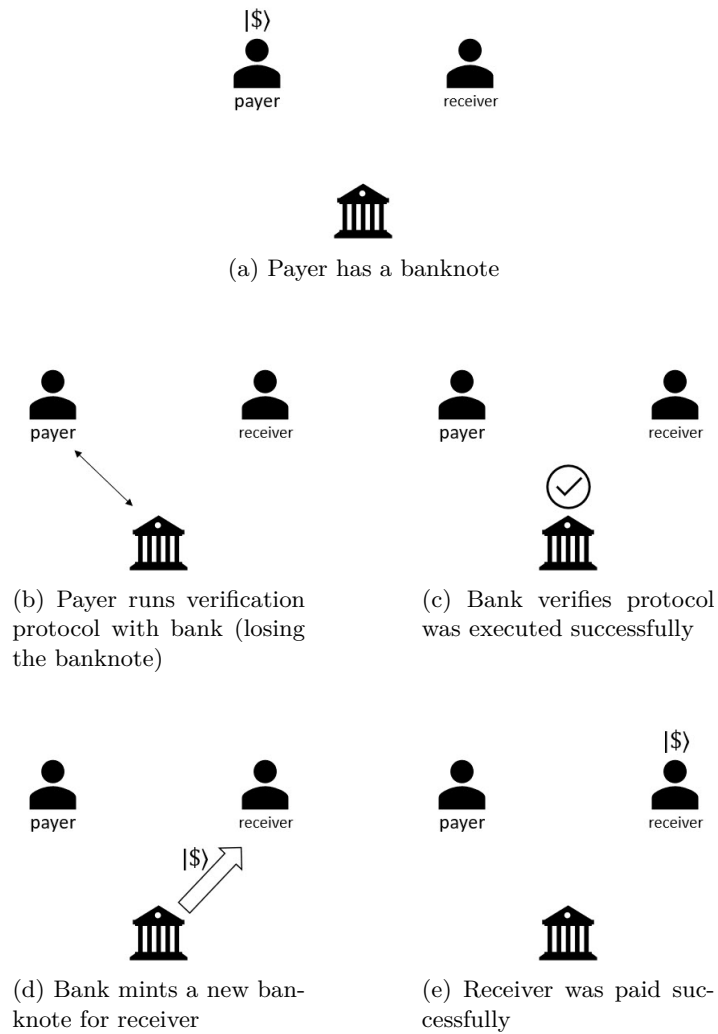 |$⟩
payer
receiver
(a) Payer has a banknote
payer
receiver
(b) Payer runs verification
protocol with bank (losing
the banknote)
payer
receiver
(c) Bank verifies protocol
was executed successfully
payer
receiver
|$⟩
(d) Bank mints a new ban-
knote for receiver
|$⟩
payer
receiver
(e) Receiver was paid suc-
cessfully